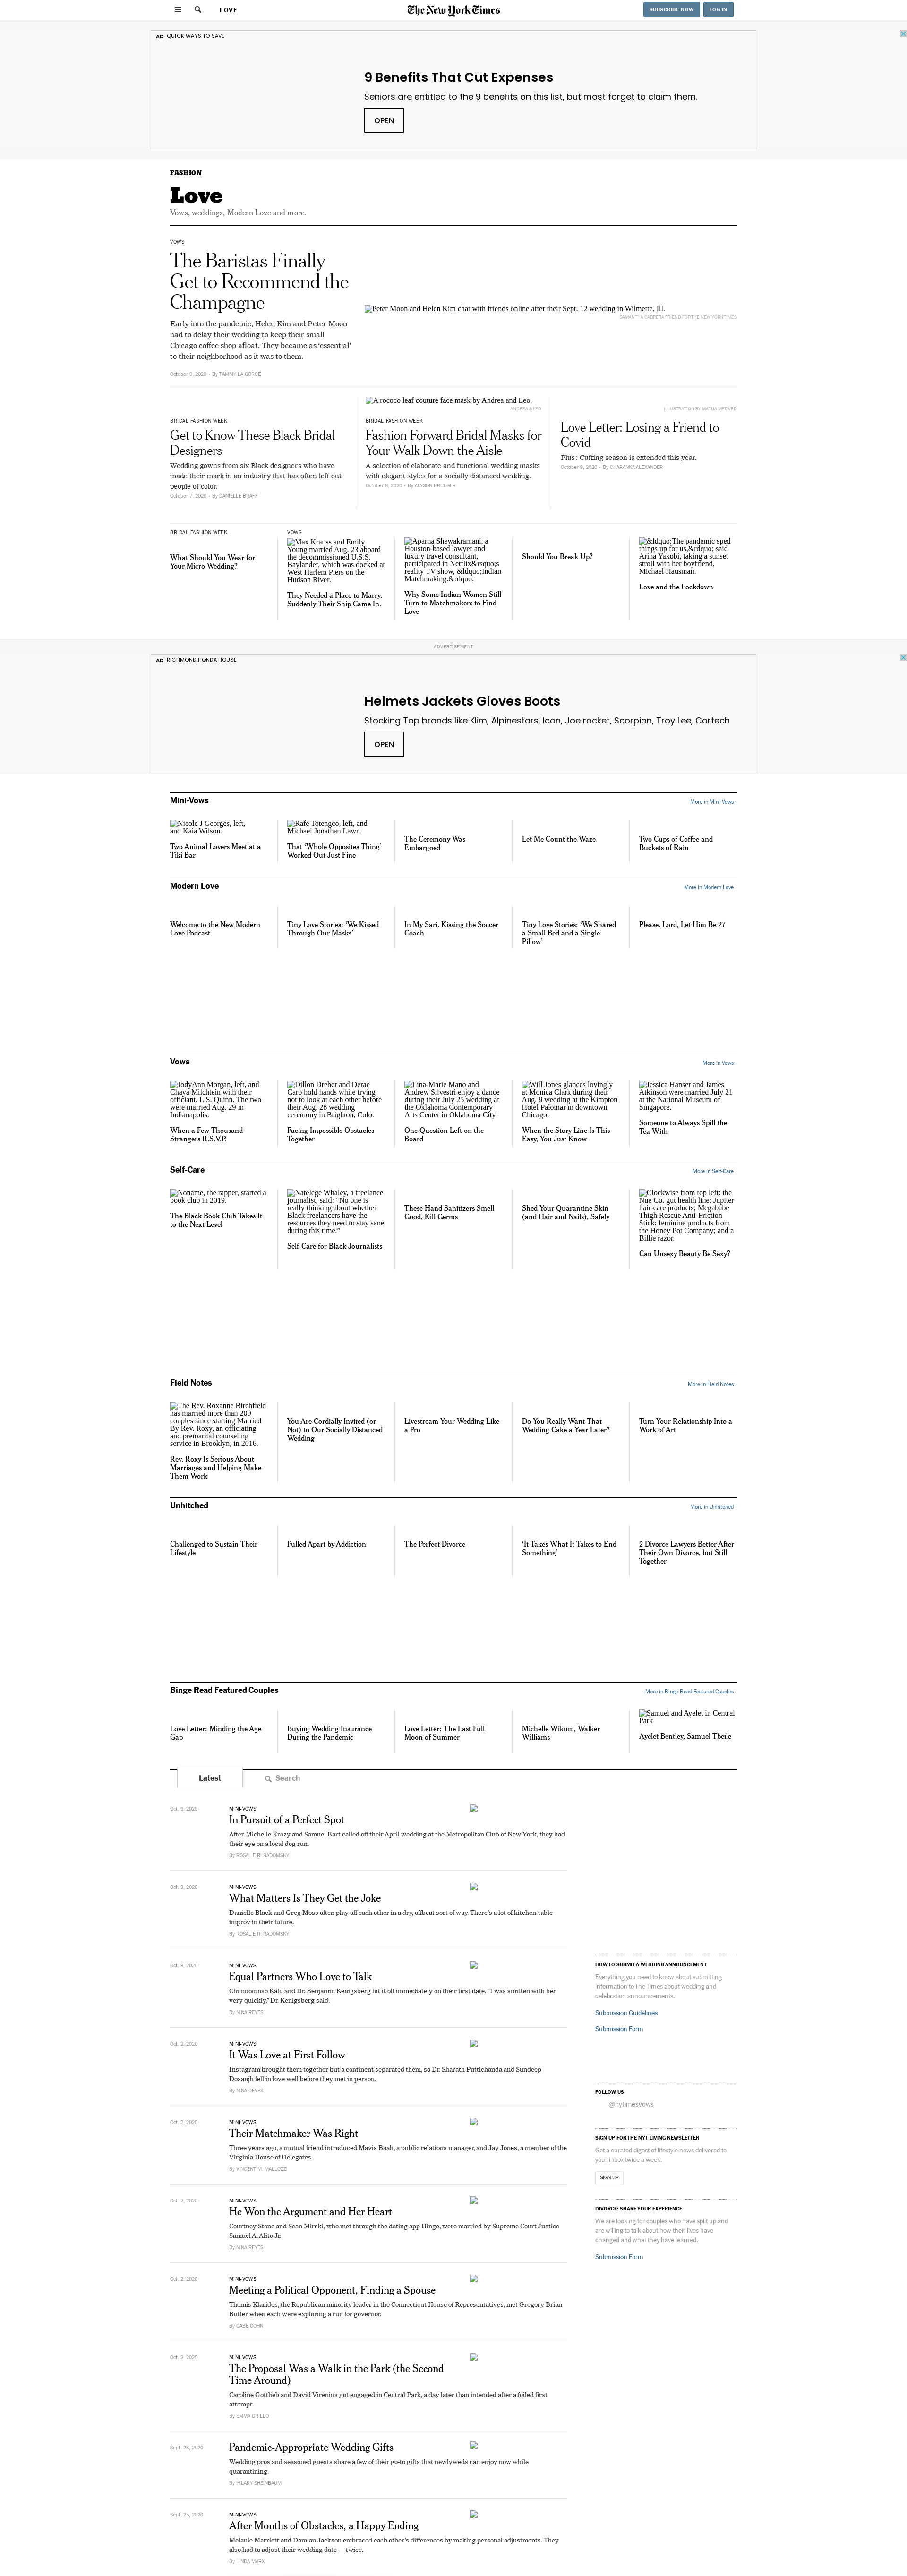 LOVE
The New York Times
SUBSCRIBE NOW
LOG IN
AD QUICK WAYS TO SAVE
9 Benefits That Cut Expenses
Seniors are entitled to the 9 benefits on this list, but most forget to claim them.
OPEN
FASHION
Love
Vows, weddings, Modern Love and more.
VOWS
The Baristas Finally
Get to Recommend the
Champagne
Early into the pandemic, Helen Kim and Peter Moon
had to delay their wedding to keep their small
Chicago coffee shop afloat. They became as ‘essential’
to their neighborhood as it was to them.
October 9, 2020 - By TAMMY LA GORCE
Peter Moon and Helen Kim chat with friends online after their Sept. 12 wedding in Wilmette, Ill.
SAMANTHA CABRERA FRIEND FOR THE NEW YORK TIMES
BRIDAL FASHION WEEK
Get to Know These Black Bridal
Designers
Wedding gowns from six Black designers who have
made their mark in an industry that has often left out
people of color.
October 7, 2020 - By DANIELLE BRAFF
A rococo leaf couture face mask by Andrea and Leo.
ANDREA & LEO
BRIDAL FASHION WEEK
Fashion Forward Bridal Masks for
Your Walk Down the Aisle
A selection of elaborate and functional wedding masks
with elegant styles for a socially distanced wedding.
October 8, 2020 - By ALYSON KRUEGER
ILLUSTRATION BY MATIJA MEDVED
Love Letter: Losing a Friend to
Covid
Plus: Cuffing season is extended this year.
October 9, 2020 - By CHARANNA ALEXANDER
BRIDAL FASHION WEEK
What Should You Wear for
Your Micro Wedding?
VOWS
Max Krauss and Emily
Young married Aug. 23 aboard
the decommissioned U.S.S.
Baylander, which was docked at
West Harlem Piers on the
Hudson River.
They Needed a Place to Marry.
Suddenly Their Ship Came In.
Aparna Shewakramani, a
Houston-based lawyer and
luxury travel consultant,
participated in Netflix&rsquo;s
reality TV show, &ldquo;Indian
Matchmaking.&rdquo;
Why Some Indian Women Still
Turn to Matchmakers to Find
Love
Should You Break Up?
&ldquo;The pandemic sped
things up for us,&rdquo; said
Arina Yakobi, taking a sunset
stroll with her boyfriend,
Michael Hausman.
Love and the Lockdown
ADVERTISEMENT
AD RICHMOND HONDA HOUSE
Helmets Jackets Gloves Boots
Stocking Top brands like Klim, Alpinestars, Icon, Joe rocket, Scorpion, Troy Lee, Cortech
OPEN
Mini-Vows
More in Mini-Vows ›
Nicole J Georges, left,
and Kaia Wilson.
Two Animal Lovers Meet at a
Tiki Bar
Rafe Totengco, left, and
Michael Jonathan Lawn.
That ‘Whole Opposites Thing’
Worked Out Just Fine
The Ceremony Was
Embargoed
Let Me Count the Waze
Two Cups of Coffee and
Buckets of Rain
Modern Love
More in Modern Love ›
Welcome to the New Modern
Love Podcast
Tiny Love Stories: ‘We Kissed
Through Our Masks’
In My Sari, Kissing the Soccer
Coach
Tiny Love Stories: ‘We Shared
a Small Bed and a Single
Pillow’
Please, Lord, Let Him Be 27
Vows
More in Vows ›
JodyAnn Morgan, left, and
Chaya Milchtein with their
officiant, L.S. Quinn. The two
were married Aug. 29 in
Indianapolis.
When a Few Thousand
Strangers R.S.V.P.
Dillon Dreher and Derae
Caro hold hands while trying
not to look at each other before
their Aug. 28 wedding
ceremony in Brighton, Colo.
Facing Impossible Obstacles
Together
Lina-Marie Mano and
Andrew Silvestri enjoy a dance
during their July 25 wedding at
the Oklahoma Contemporary
Arts Center in Oklahoma City.
One Question Left on the
Board
Will Jones glances lovingly
at Monica Clark during their
Aug. 8 wedding at the Kimpton
Hotel Palomar in downtown
Chicago.
When the Story Line Is This
Easy, You Just Know
Jessica Hanser and James
Atkinson were married July 21
at the National Museum of
Singapore.
Someone to Always Spill the
Tea With
Self-Care
More in Self-Care ›
Noname, the rapper, started a
book club in 2019.
The Black Book Club Takes It
to the Next Level
Natelegé Whaley, a freelance
journalist, said: “No one is
really thinking about whether
Black freelancers have the
resources they need to stay sane
during this time.”
Self-Care for Black Journalists
These Hand Sanitizers Smell
Good, Kill Germs
Shed Your Quarantine Skin
(and Hair and Nails), Safely
Clockwise from top left: the
Nue Co. gut health line; Jupiter
hair-care products; Megababe
Thigh Rescue Anti-Friction
Stick; feminine products from
the Honey Pot Company; and a
Billie razor.
Can Unsexy Beauty Be Sexy?
Field Notes
More in Field Notes ›
The Rev. Roxanne Birchfield
has married more than 200
couples since starting Married
By Rev. Roxy, an officiating
and premarital counseling
service in Brooklyn, in 2016.
Rev. Roxy Is Serious About
Marriages and Helping Make
Them Work
You Are Cordially Invited (or
Not) to Our Socially Distanced
Wedding
Livestream Your Wedding Like
a Pro
Do You Really Want That
Wedding Cake a Year Later?
Turn Your Relationship Into a
Work of Art
Unhitched
More in Unhitched ›
Challenged to Sustain Their
Lifestyle
Pulled Apart by Addiction
The Perfect Divorce
‘It Takes What It Takes to End
Something’
2 Divorce Lawyers Better After
Their Own Divorce, but Still
Together
Binge Read Featured Couples
More in Binge Read Featured Couples ›
Love Letter: Minding the Age
Gap
Buying Wedding Insurance
During the Pandemic
Love Letter: The Last Full
Moon of Summer
Michelle Wikum, Walker
Williams
Samuel and Ayelet in Central
Park
Ayelet Bentley, Samuel Tbeile
Latest
Search
Oct. 9, 2020
MINI-VOWS
In Pursuit of a Perfect Spot
After Michelle Krozy and Samuel Bart called off their April wedding at the Metropolitan Club of New York, they had
their eye on a local dog run.
By ROSALIE R. RADOMSKY
Oct. 9, 2020
MINI-VOWS
What Matters Is They Get the Joke
Danielle Black and Greg Moss often play off each other in a dry, offbeat sort of way. There’s a lot of kitchen-table
improv in their future.
By ROSALIE R. RADOMSKY
Oct. 9, 2020
MINI-VOWS
Equal Partners Who Love to Talk
Chinomnuso Kalu and Dr. Benjamin Kenigsberg hit it off immediately on their first date. “I was smitten with her
very quickly,” Dr. Kenigsberg said.
By NINA REYES
Oct. 2, 2020
MINI-VOWS
It Was Love at First Follow
Instagram brought them together but a continent separated them, so Dr. Sharath Puttichanda and Sundeep
Dosanjh fell in love well before they met in person.
By NINA REYES
Oct. 2, 2020
MINI-VOWS
Their Matchmaker Was Right
Three years ago, a mutual friend introduced Mavis Baah, a public relations manager, and Jay Jones, a member of the
Virginia House of Delegates.
By VINCENT M. MALLOZZI
Oct. 2, 2020
MINI-VOWS
He Won the Argument and Her Heart
Courtney Stone and Sean Mirski, who met through the dating app Hinge, were married by Supreme Court Justice
Samuel A. Alito Jr.
By NINA REYES
Oct. 2, 2020
MINI-VOWS
Meeting a Political Opponent, Finding a Spouse
Themis Klarides, the Republican minority leader in the Connecticut House of Representatives, met Gregory Brian
Butler when each were exploring a run for governor.
By GABE COHN
Oct. 2, 2020
MINI-VOWS
The Proposal Was a Walk in the Park (the Second
Time Around)
Caroline Gottlieb and David Virenius got engaged in Central Park, a day later than intended after a foiled first
attempt.
By EMMA GRILLO
Sept. 26, 2020
Pandemic-Appropriate Wedding Gifts
Wedding pros and seasoned guests share a few of their go-to gifts that newlyweds can enjoy now while
quarantining.
By HILARY SHEINBAUM
Sept. 25, 2020
MINI-VOWS
After Months of Obstacles, a Happy Ending
Melanie Marriott and Damian Jackson embraced each other’s differences by making personal adjustments. They
also had to adjust their wedding date — twice.
By LINDA MARX
HOW TO SUBMIT A WEDDING ANNOUNCEMENT
Everything you need to know about submitting
information to The Times about wedding and
celebration announcements.
Submission Guidelines
Submission Form
FOLLOW US
@nytimesvows
SIGN UP FOR THE NYT LIVING NEWSLETTER
Get a curated digest of lifestyle news delivered to
your inbox twice a week.
SIGN UP
DIVORCE: SHARE YOUR EXPERIENCE
We are looking for couples who have split up and
are willing to talk about how their lives have
changed and what they have learned.
Submission Form